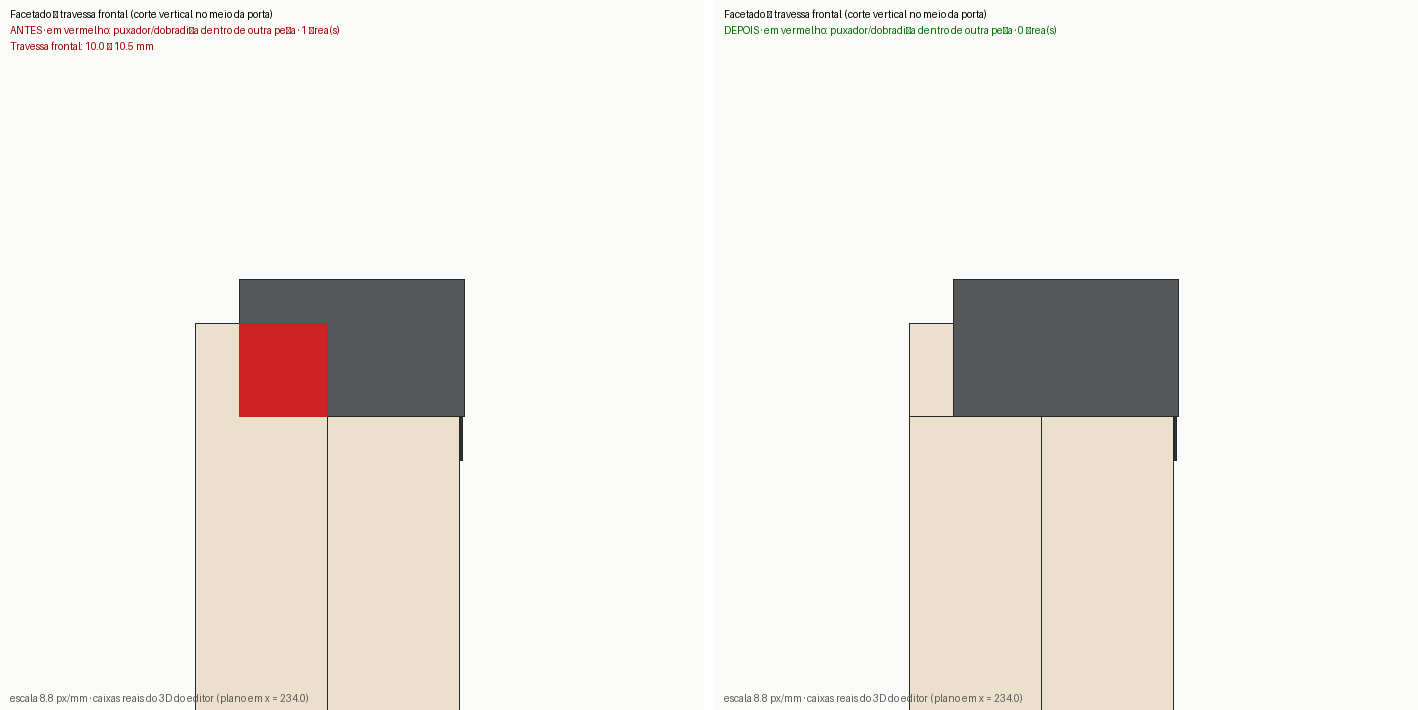 Facetado � travessa frontal (corte vertical no meio da porta)
ANTES · em vermelho: puxador/dobradi�a dentro de outra pe�a · 1 �rea(s)
Travessa frontal: 10.0 � 10.5 mm
escala 8.8 px/mm · caixas reais do 3D do editor (plano em x = 234.0)
Facetado � travessa frontal (corte vertical no meio da porta)
DEPOIS · em vermelho: puxador/dobradi�a dentro de outra pe�a · 0 �rea(s)
escala 8.8 px/mm · caixas reais do 3D do editor (plano em x = 234.0)